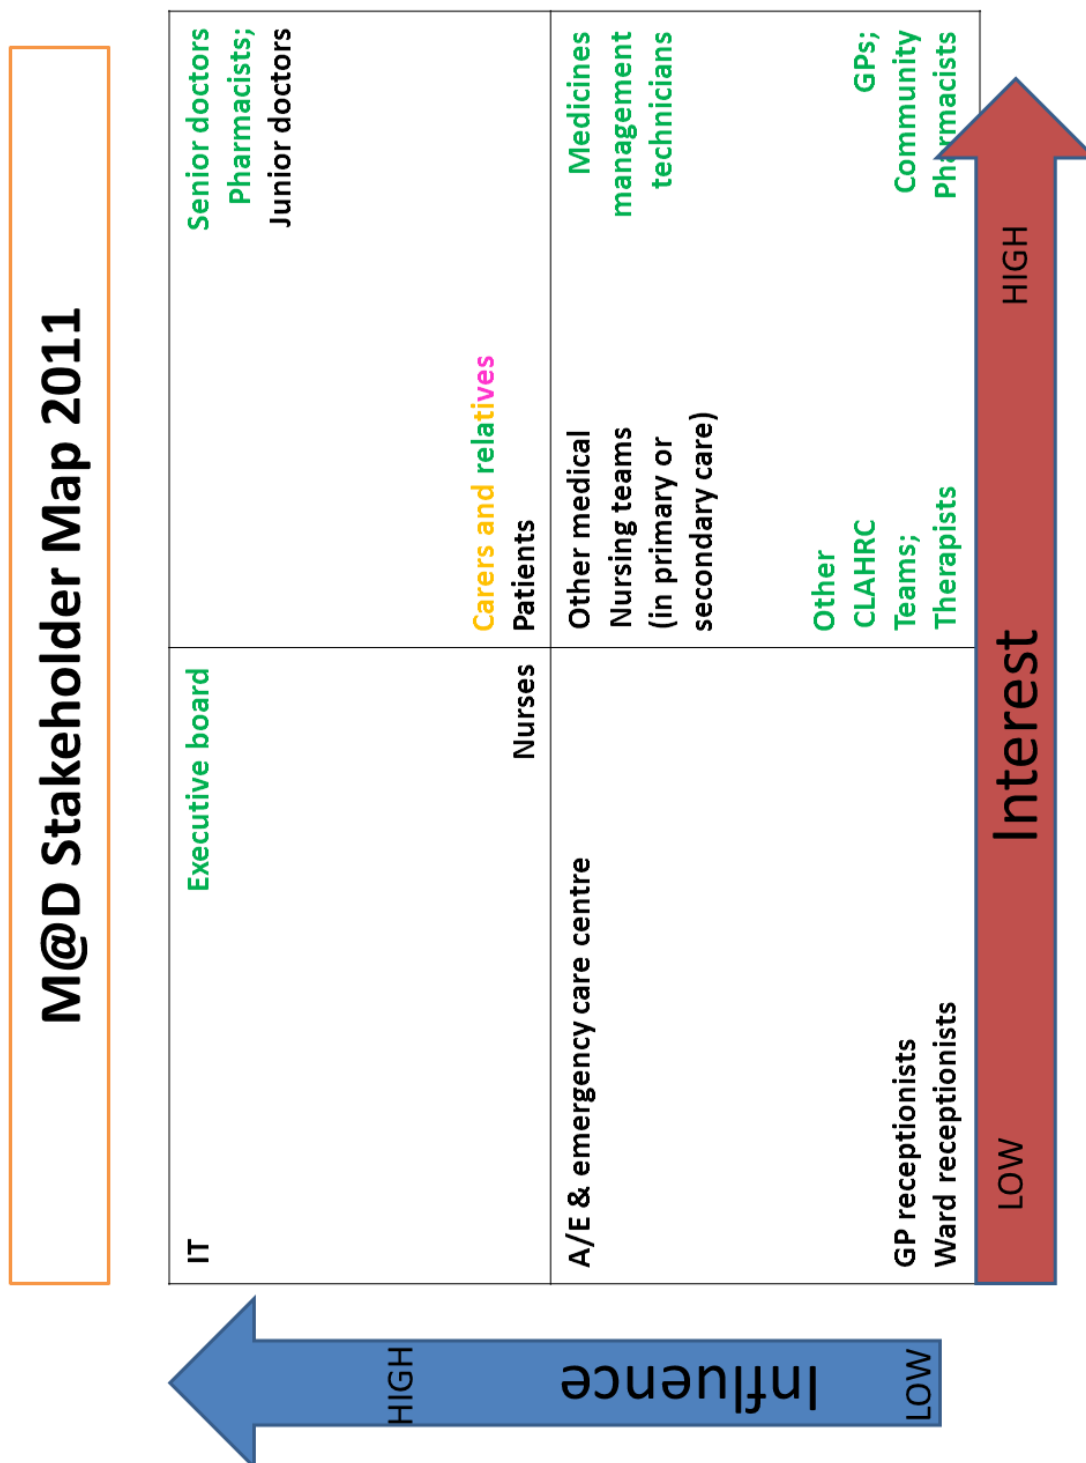 M@D Stakeholder Map 2011
IT
Executive board
Nurses
Senior doctors
Pharmacists;
Junior doctors
Carers and relatives
Patients
A/E & emergency care centre
GP receptionists
Ward receptionists
Other medical
Nursing teams
(in primary or
secondary care)
Medicines
management
technicians
Other
CLAHRC
Teams;
Therapists
GPs;
Community
Pharmacists
HIGH
Influence
LOW
LOW
Interest
HIGH